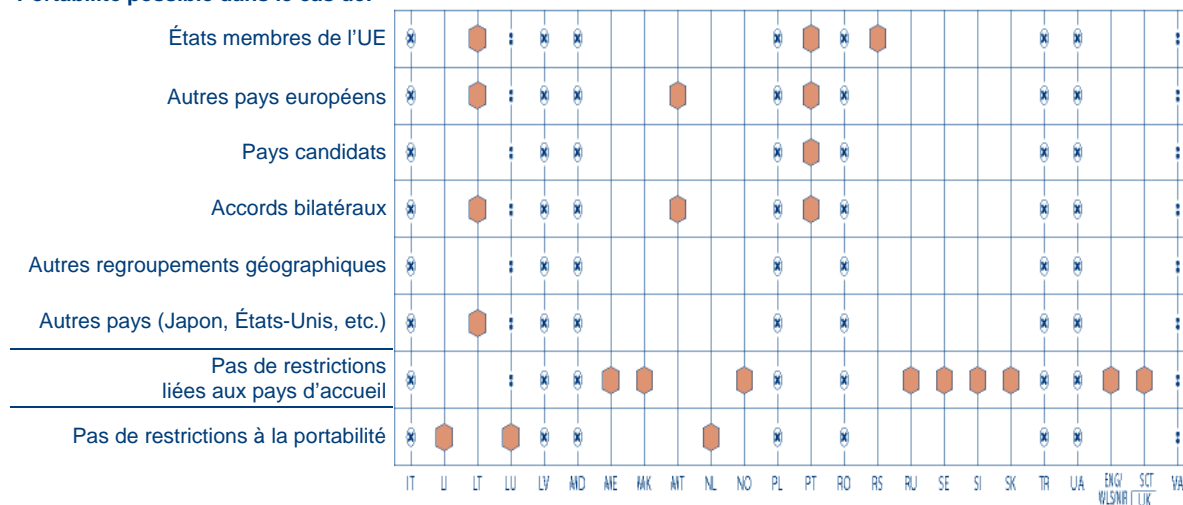 Portabilité possible dans le cas de:
États membres de l’UE
Autres pays européens
Pays candidats
Accords bilatéraux
Autres regroupements géographiques
Autres pays (Japon, États-Unis, etc.)
Pas de restrictions
liées aux pays d’accueil
Pas de restrictions à la portabilité
IT LI LT LU LV MD ME MK MT NL NO PL PT RO RS RU SE SI SK TR UA ENG/ SCT VA
WLS/NIR UK